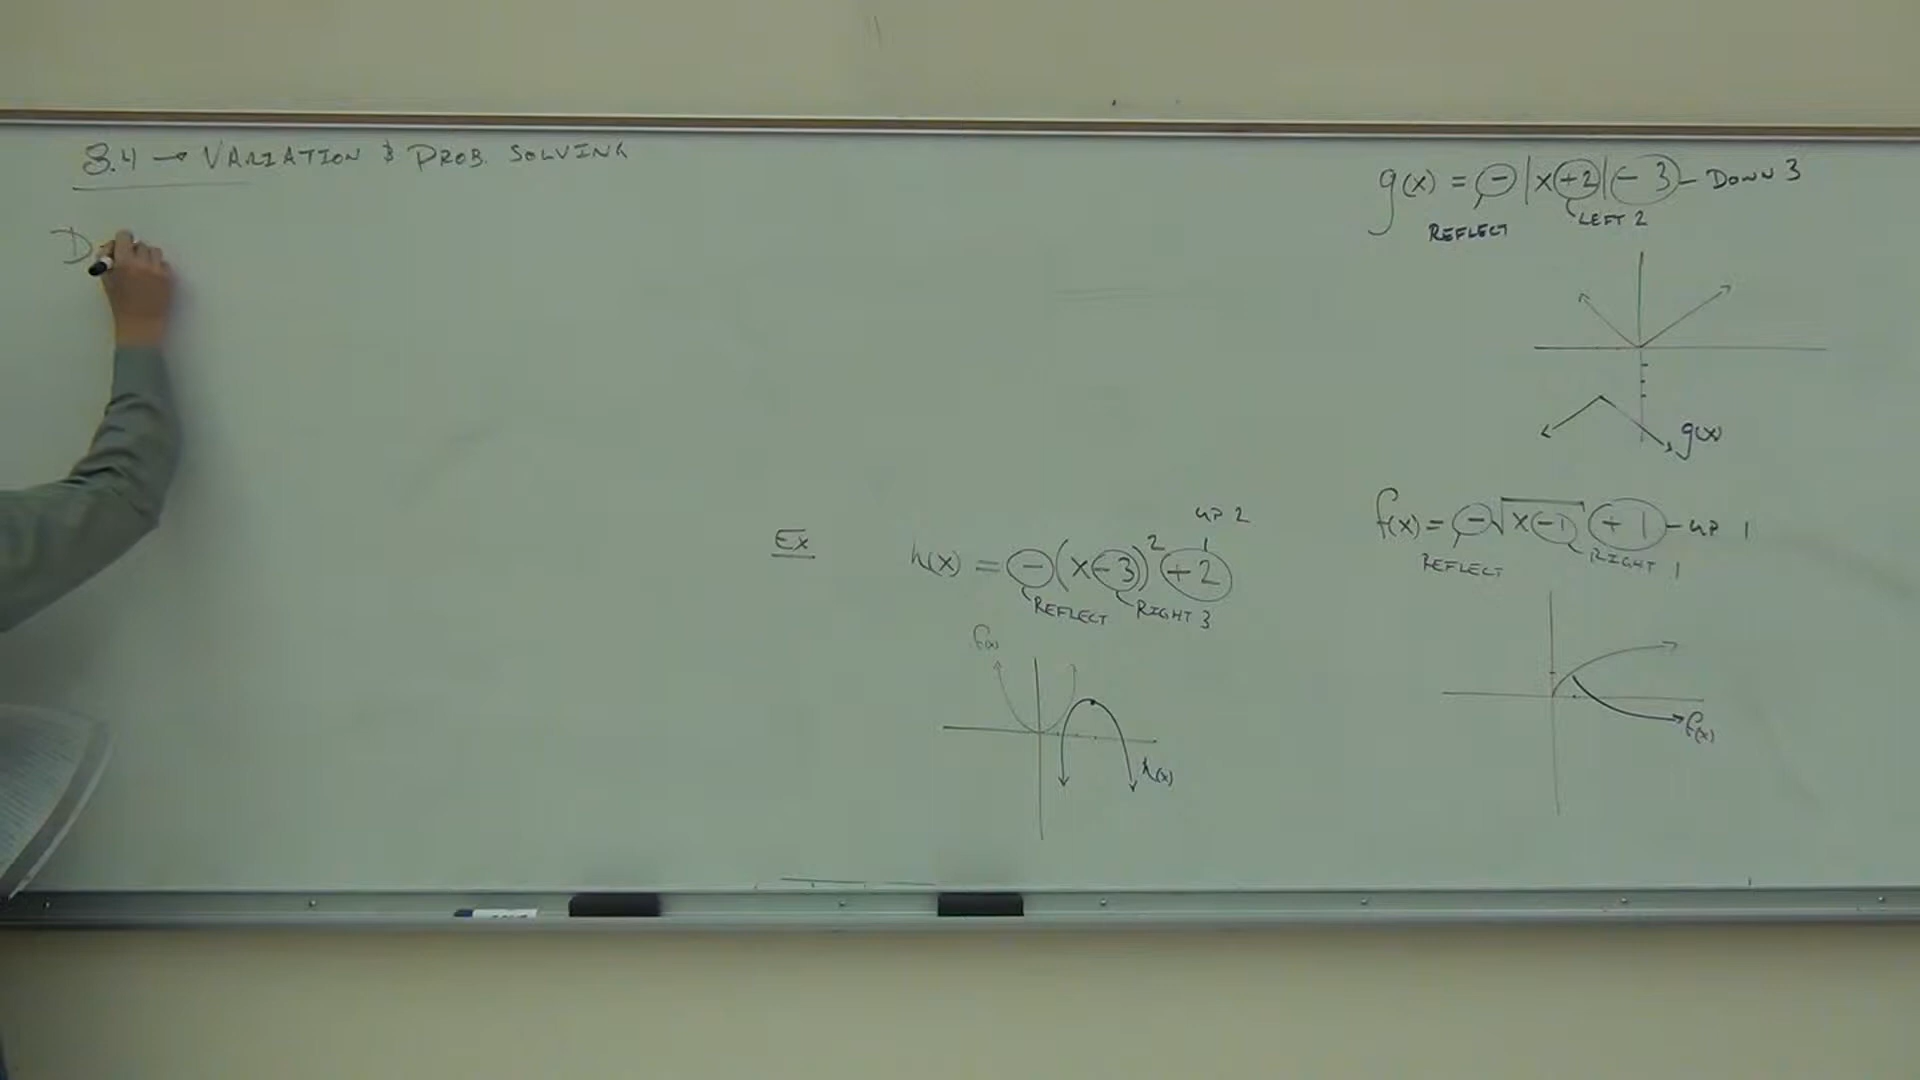 8.4 → VARIATION & PROB. SOLVING
D
Ex
h(x) = -(x-3)² +2
UP 2
REFLECT
RIGHT 3
f(x)
h(x)
g(x) = -|x+2|-3 - DOWN 3
REFLECT
LEFT 2
g(x)
f(x) = -√x-1 +1 - UP 1
REFLECT
RIGHT 1
f(x)